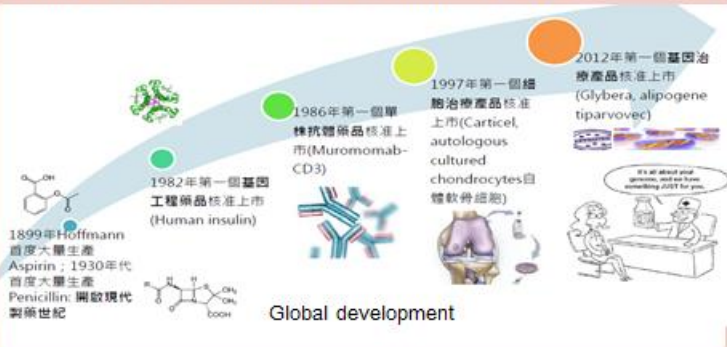 1899年Hoffmann
首度大量生產
Aspirin；1930年代
首度大量生產
Penicillin: 開啟現代
製藥世紀
1982年第一個基因
工程藥品核准上市
(Human insulin)
1986年第一個單
株抗體藥品核准上
市(Muromomab-
CD3)
1997年第一個細
胞治療產品核准
上市(Carticel,
autologous
cultured
chondrocytes自
體軟骨細胞)
2012年第一個基因治
療產品核准上市
(Glybera, alipogene
tiparvovec)
It's all about your
genome, and we have
something JUST for you.
O
OH
O
O
H
H
H
N
S
CH₃
CH₃
N
O
COOH
Global development